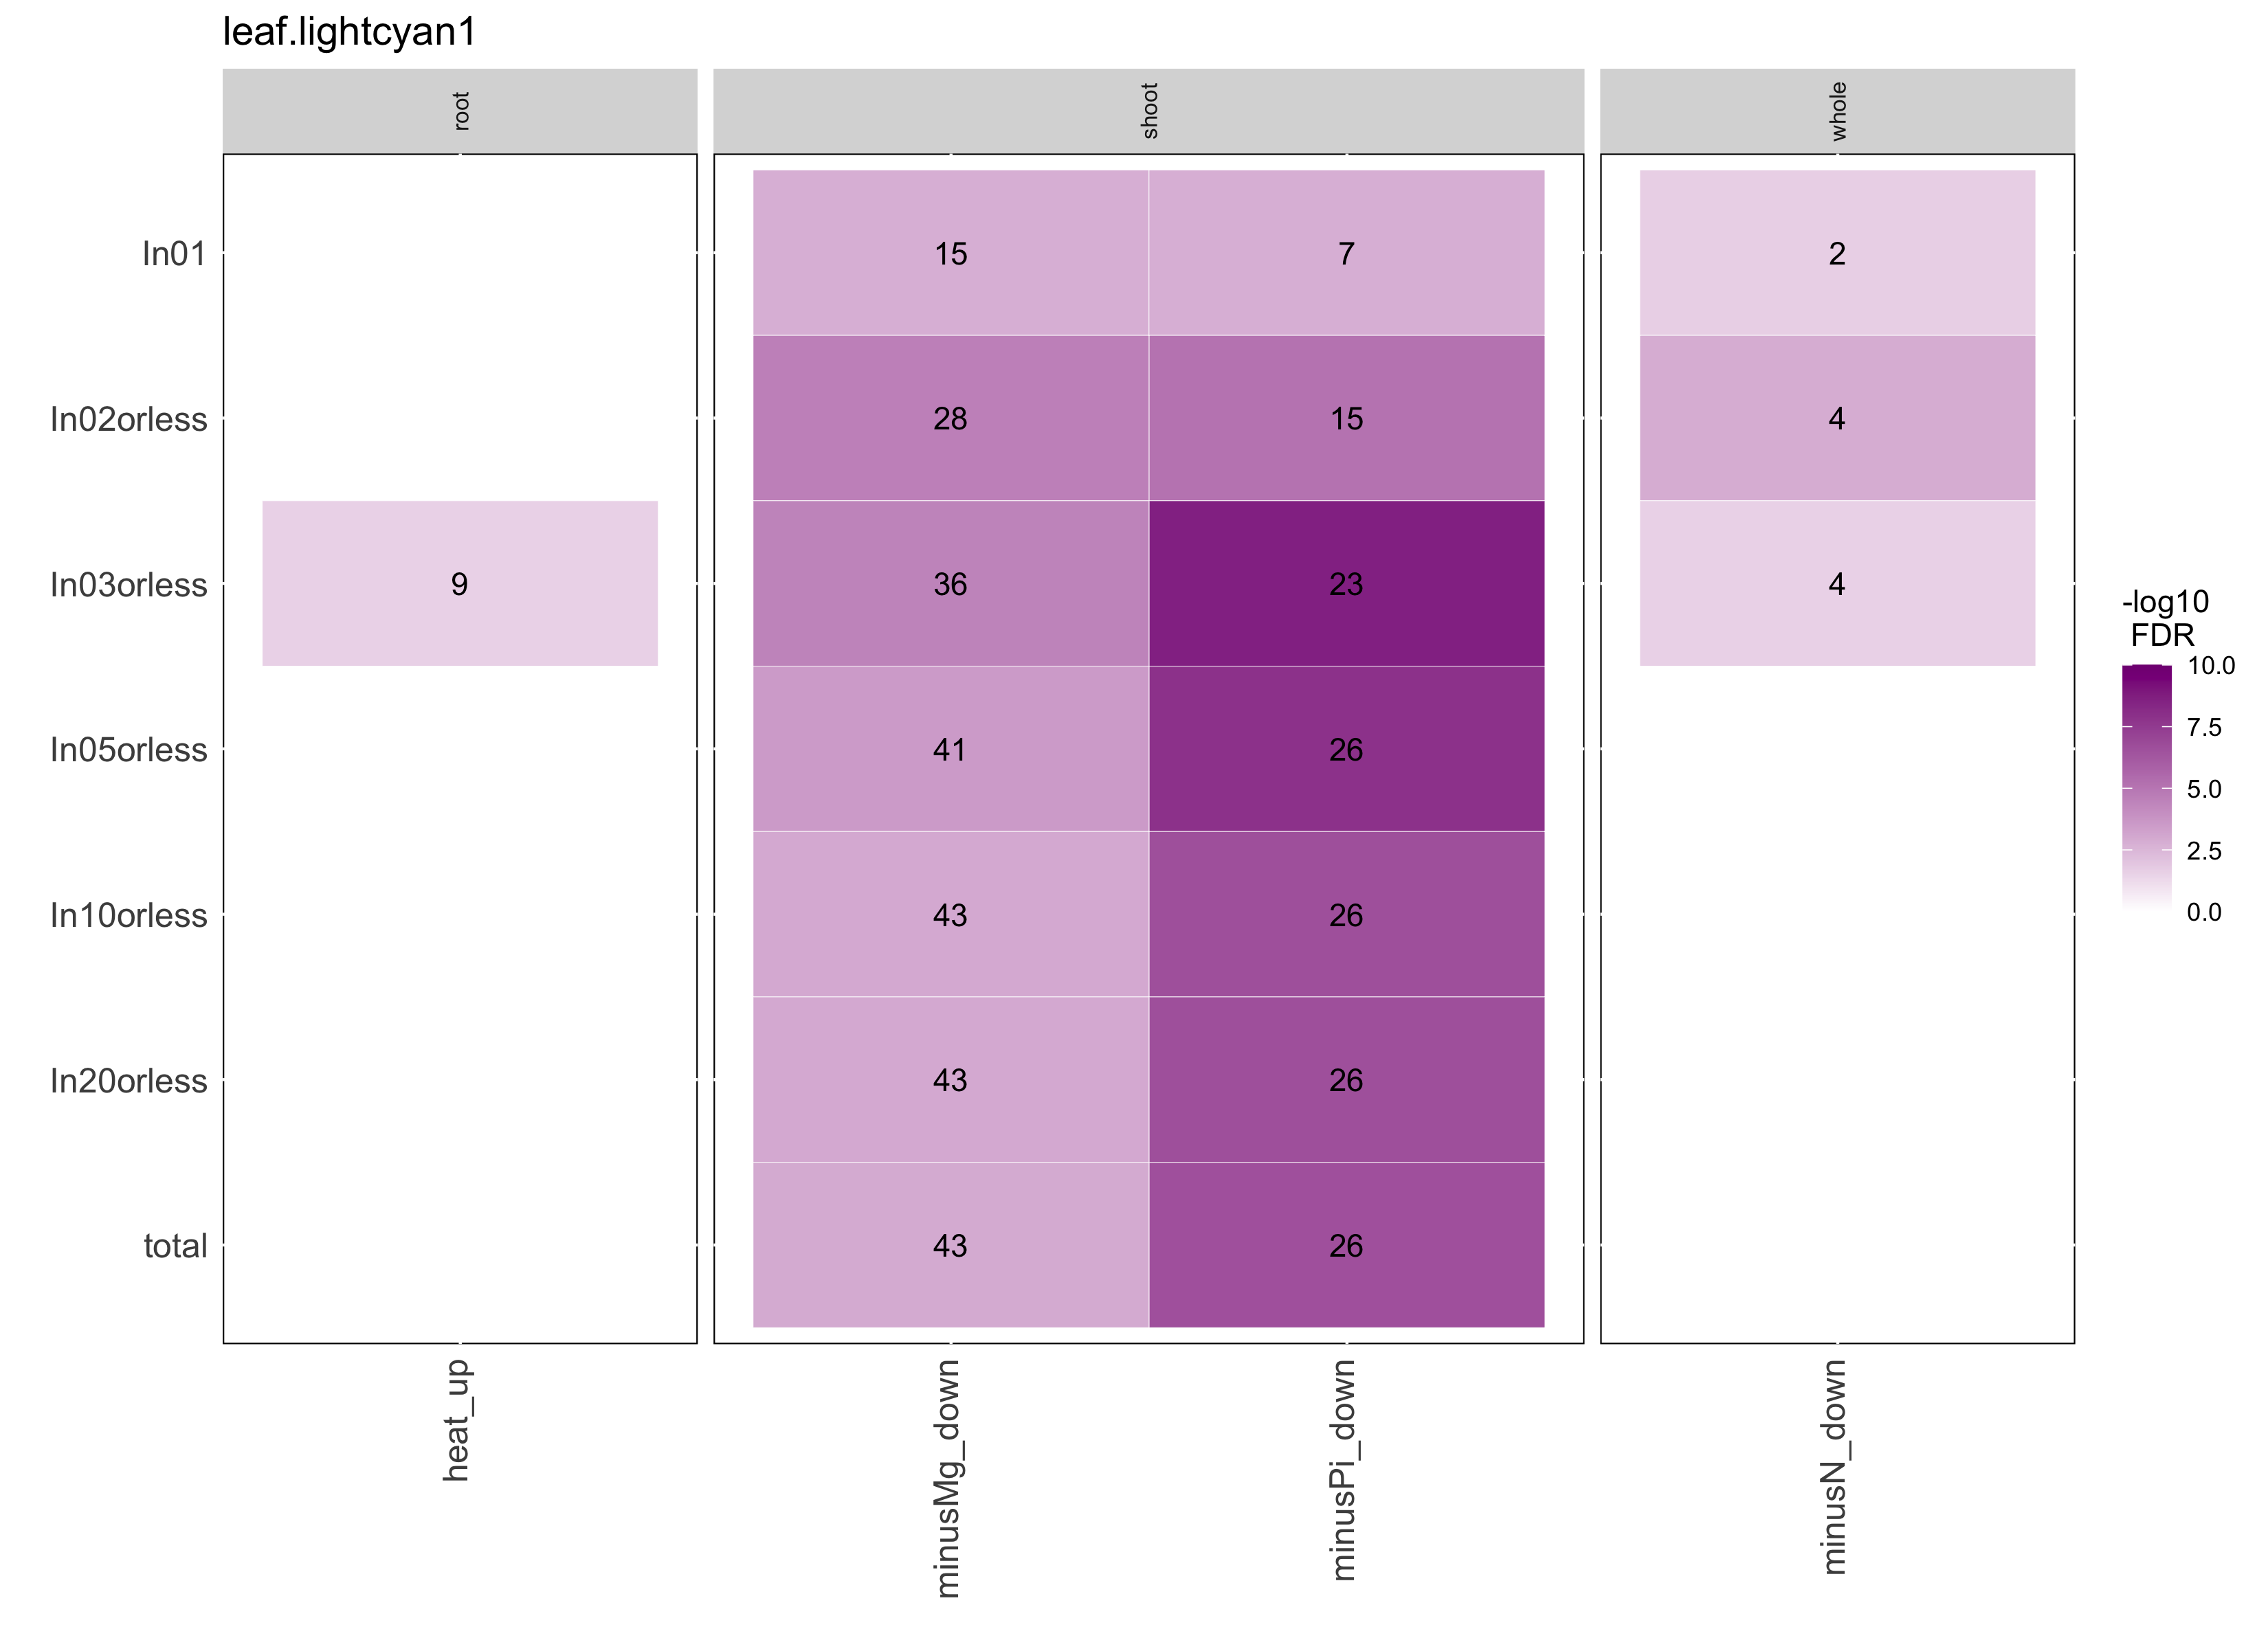 leaf.lightcyan1
root
shoot
whole
In01
15
7
2
In02orless
28
15
4
In03orless
9
36
23
4
In05orless
41
26
In10orless
43
26
In20orless
43
26
total
43
26
heat_up
minusMg_down
minusPi_down
minusN_down
-log10
FDR
10.0
7.5
5.0
2.5
0.0